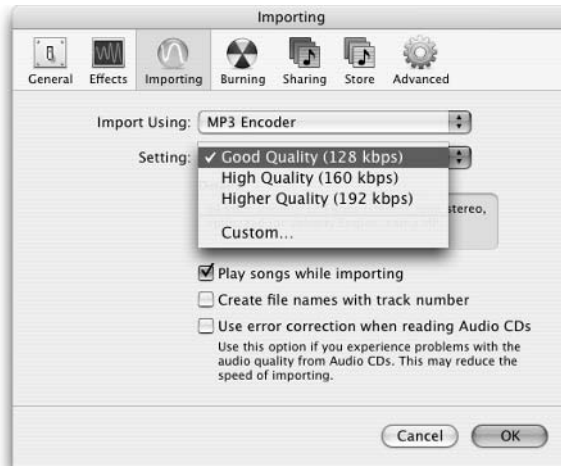 Importing
General Effects Importing Burning Sharing Store Advanced
Import Using: MP3 Encoder
Setting: ✓ Good Quality (128 kbps)
High Quality (160 kbps)
Higher Quality (192 kbps)
stereo,
Custom...
Play songs while importing
Create file names with track number
Use error correction when reading Audio CDs
Use this option if you experience problems with the
audio quality from Audio CDs. This may reduce the
speed of importing.
Cancel OK